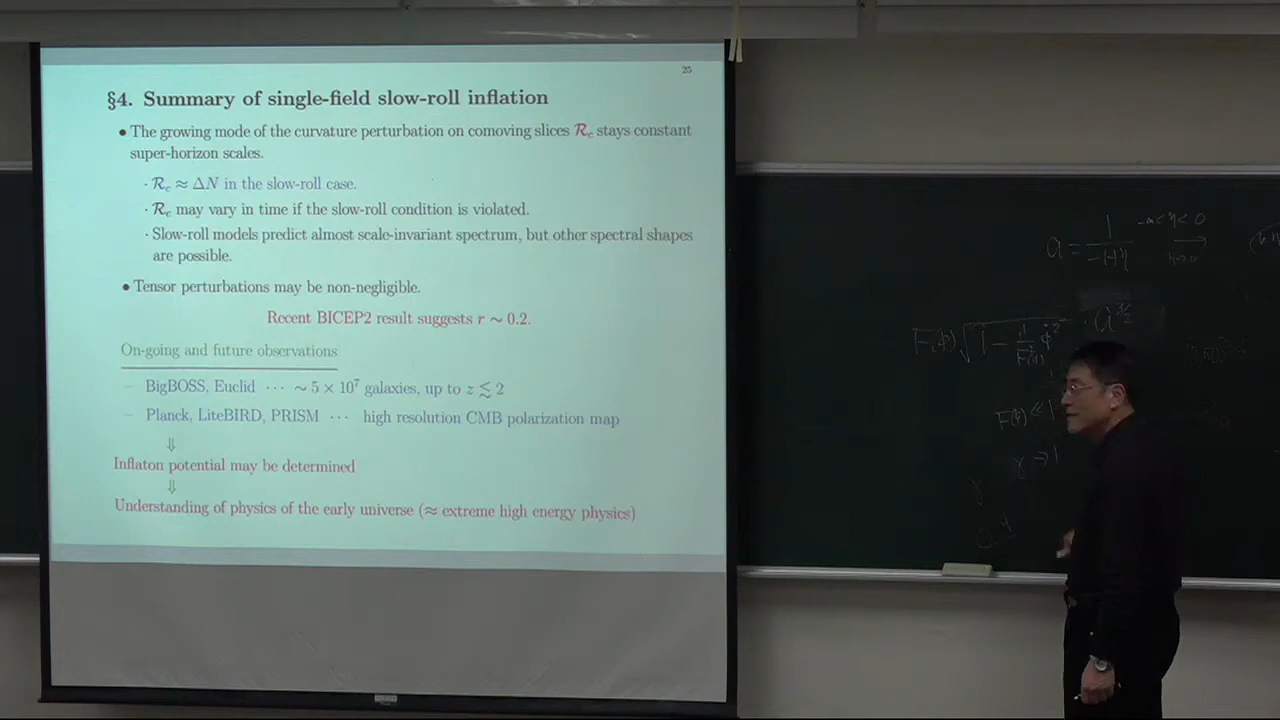 25
§4. Summary of single-field slow-roll inflation
• The growing mode of the curvature perturbation on comoving slices ℛc stays constant
super-horizon scales.
· ℛc ≈ ΔN in the slow-roll case.
· ℛc may vary in time if the slow-roll condition is violated.
· Slow-roll models predict almost scale-invariant spectrum, but other spectral shapes
are possible.
• Tensor perturbations may be non-negligible.
Recent BICEP2 result suggests r ∼ 0.2.
On-going and future observations
– BigBOSS, Euclid ··· ∼ 5 × 10⁷ galaxies, up to z ≲ 2
– Planck, LiteBIRD, PRISM ··· high resolution CMB polarization map
⇓
Inflaton potential may be determined
⇓
Understanding of physics of the early universe (≈ extreme high energy physics)
a = 1/(-Hη) -∞<η<0
F(φ) ≪ 1
γ → 1